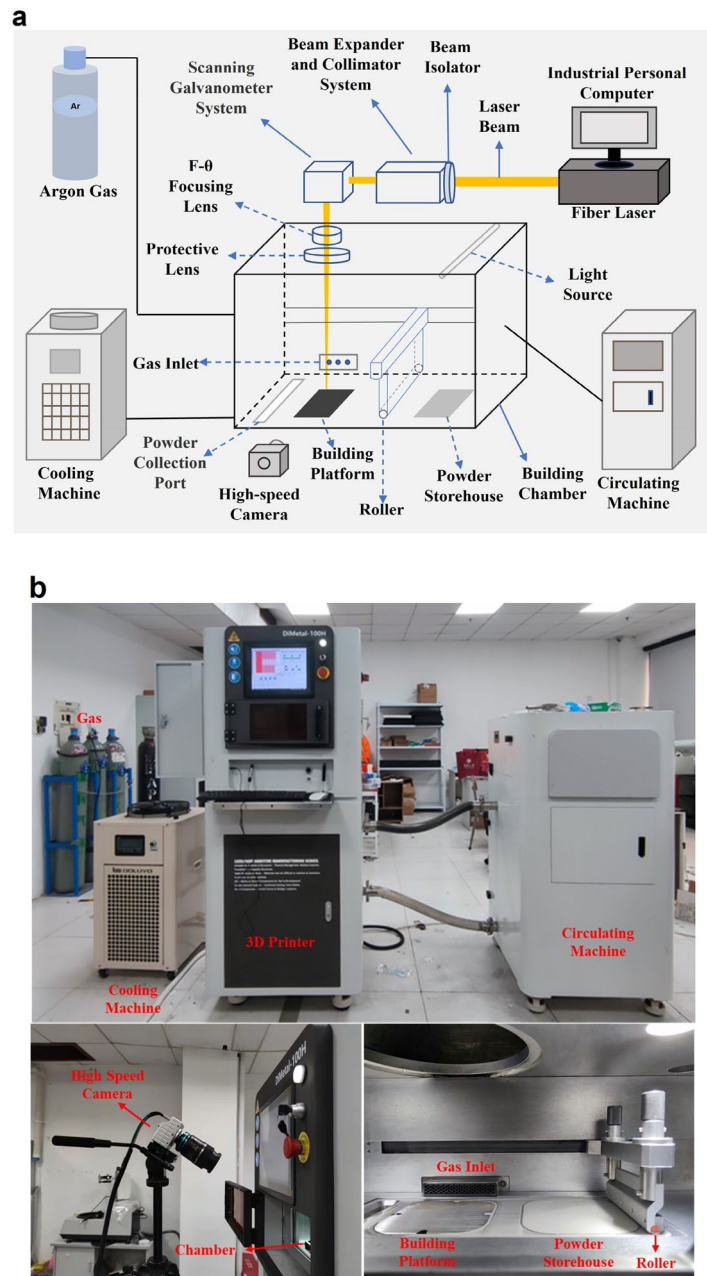 a
Beam Expander
and Collimator
System
Beam
Isolator
Scanning
Galvanometer
System
Industrial Personal
Computer
Laser
Beam
Ar
Argon Gas
F-θ
Focusing
Lens
Fiber Laser
Protective
Lens
Light
Source
Gas Inlet
Powder
Collection
Port
Building
Platform
Powder
Storehouse
Building
Chamber
Cooling
Machine
High-speed
Camera
Roller
Circulating
Machine
b
DiMetal-100H
Gas
3D Printer
Circulating
Machine
Cooling
Machine
High Speed
Camera
DiMetal-100H
Chamber
Gas Inlet
Building
Platform
Powder
Storehouse
Roller